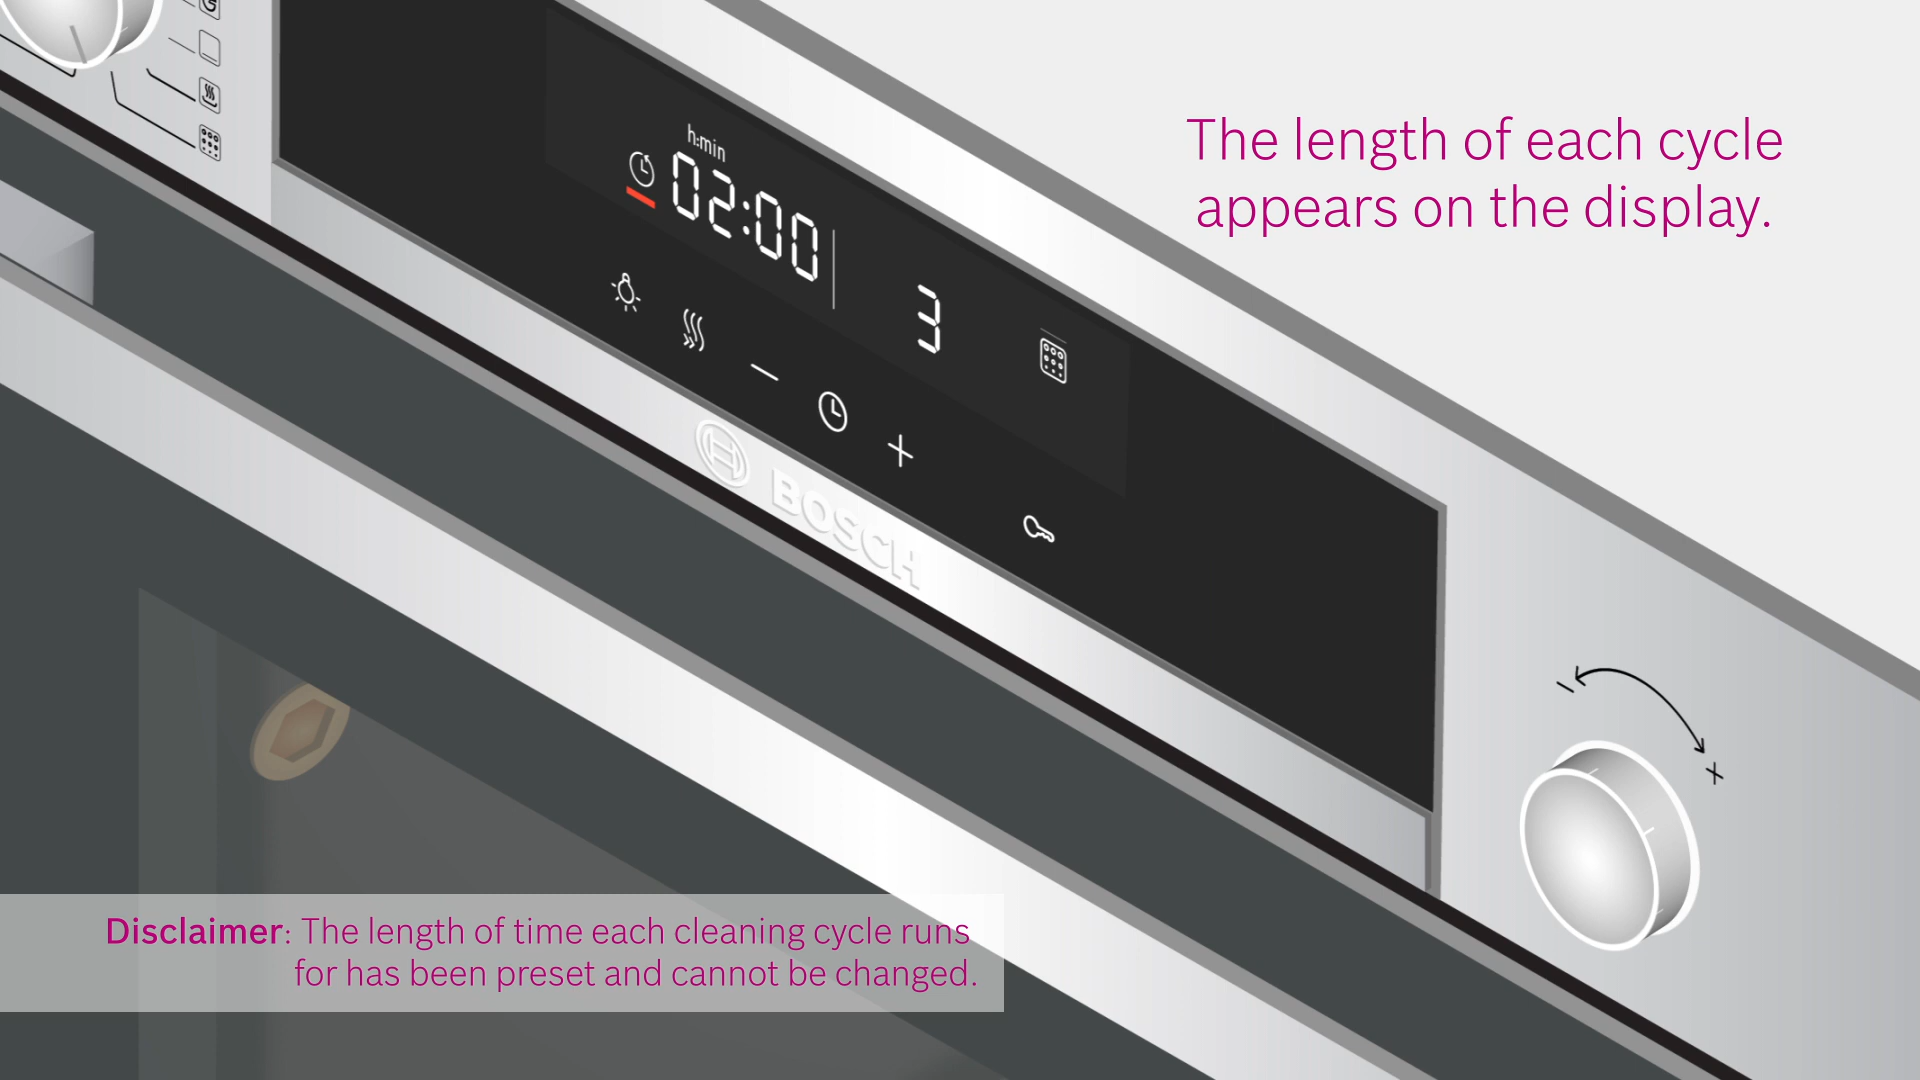 The length of each cycle
appears on the display.
h:min
02:00
3
BOSCH
Disclaimer: The length of time each cleaning cycle runs
for has been preset and cannot be changed.